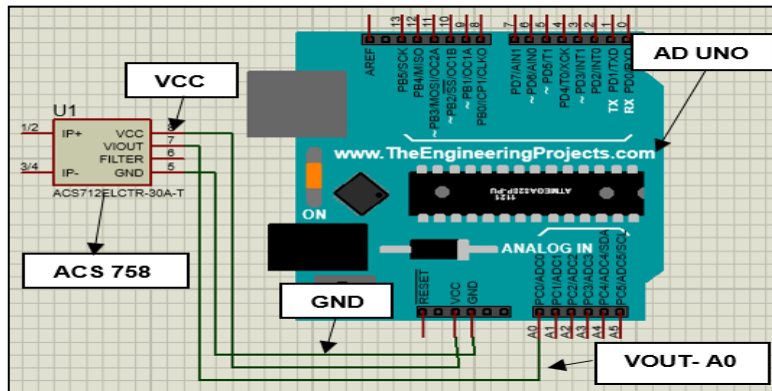 AREF
13
12
11
10
9
8
7
6
5
4
3
2
1
0
PB5/SCK
PB4/MISO
~PB3/MOSI/OC2A
~PB2/SS/OC1B
~PB1/OC1A
PB0/ICP1/CLKO
PD7/AIN1
~PD6/AIN0
~PD5/T1
PD4/T0/XCK
~PD3/INT1
PD2/INT0
TX PD1/TXD
RX PD0/RXD
AD UNO
VCC
U1
1/2 IP+ VCC 8
VIOUT 7
FILTER 6
3/4 IP- GND 5
ACS712ELCTR-30A-T
ACS 758
www.TheEngineeringProjects.com
1121
ATMEGA328P-PU
ON
ANALOG IN
GND
RESET
VCC
GND
PC0/ADC0
PC1/ADC1
PC2/ADC2
PC3/ADC3
PC4/ADC4/SDA
PC5/ADC5/SCL
A0
A1
A2
A3
A4
A5
VOUT- A0